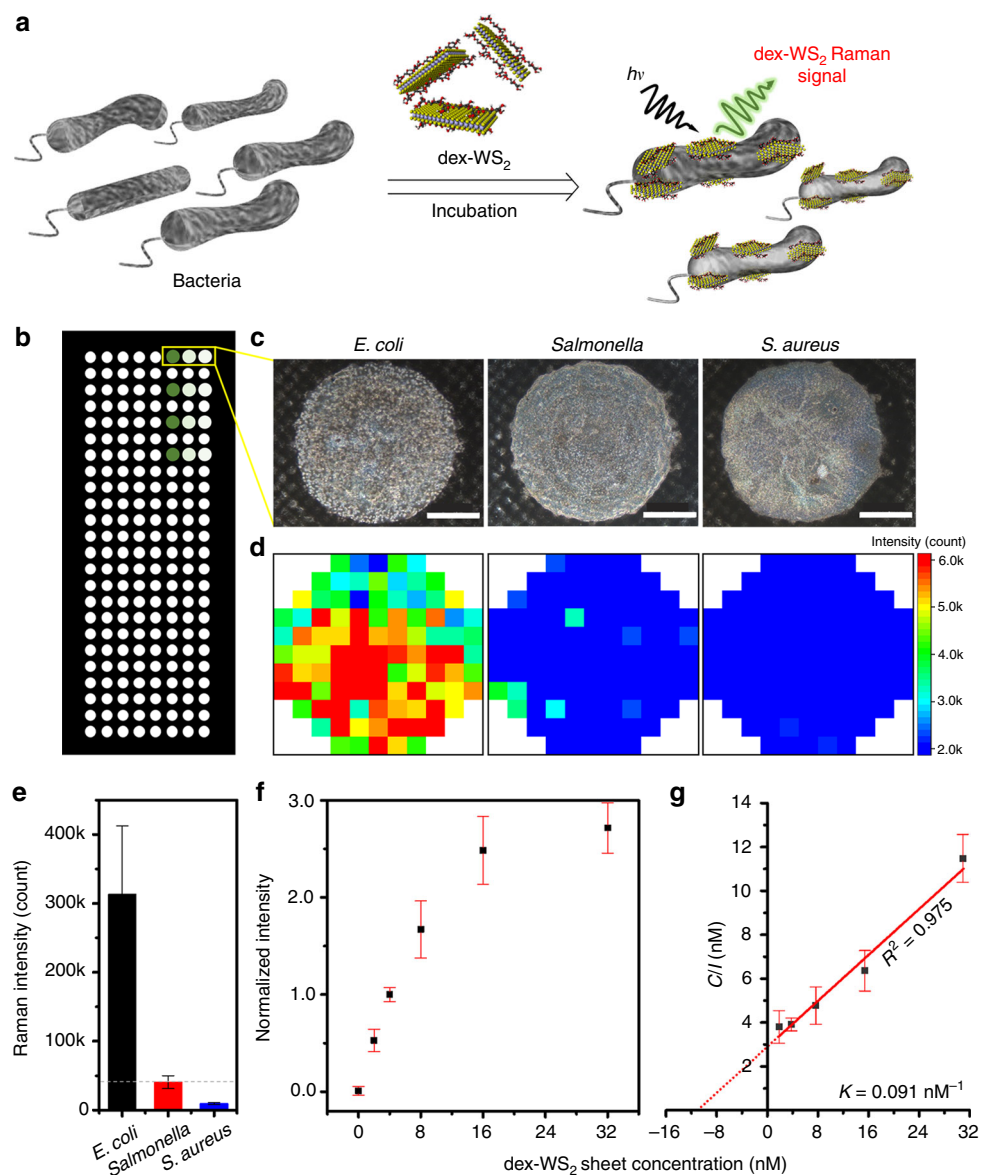 a
dex-WS2 Raman
signal
hν
dex-WS2
Incubation
Bacteria
b
c
E. coli
Salmonella
S. aureus
d
Intensity (count)
6.0k
5.0k
4.0k
3.0k
2.0k
e
Raman intensity (count)
400k
300k
200k
100k
0
E. coli
Salmonella
S. aureus
f
Normalized intensity
3.0
2.0
1.0
0.0
0
8
16
24
32
g
C/I (nM)
14
12
10
8
6
4
2
R² = 0.975
K = 0.091 nM⁻¹
−16
−8
0
8
16
24
32
dex-WS2 sheet concentration (nM)